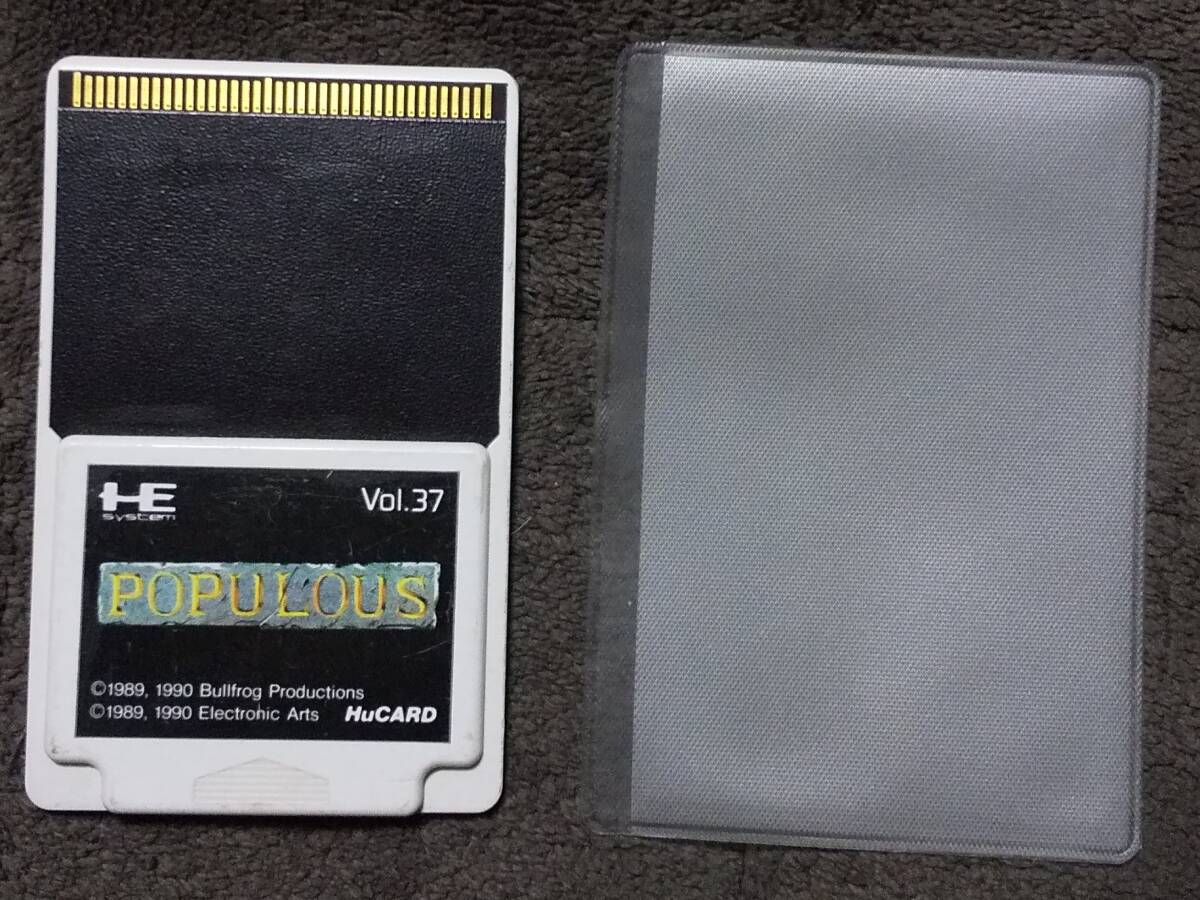 HE
system
Vol.37
POPULOUS
©1989, 1990 Bullfrog Productions
©1989, 1990 Electronic Arts HuCARD